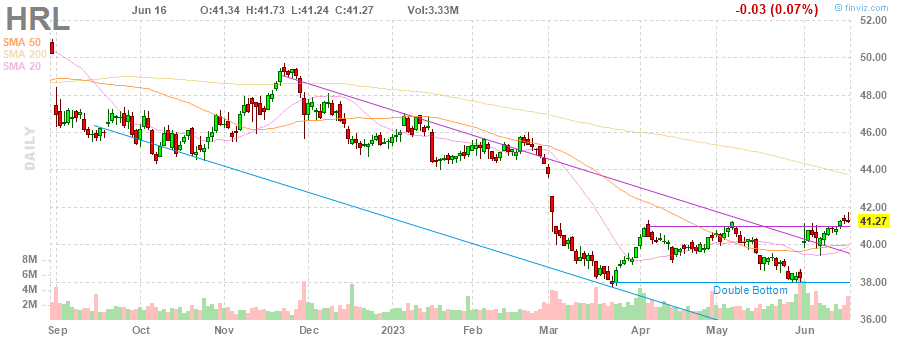 HRL
Jun 16 O:41.34 H:41.73 L:41.24 C:41.27 Vol:3.33M
-0.03 (0.07%)
© finviz.com
SMA 50
SMA 200
SMA 20
DAILY
52.00
50.00
48.00
46.00
44.00
42.00
41.27
40.00
38.00
36.00
8M
6M
4M
2M
Double Bottom
Sep Oct Nov Dec 2023 Feb Mar Apr May Jun